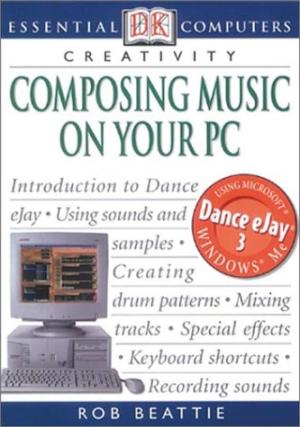 ESSENTIAL DK COMPUTERS
CREATIVITY
COMPOSING MUSIC
ON YOUR PC
Introduction to Dance
eJay • Using sounds and
samples •
Creating
drum patterns • Mixing
tracks • Special effects
• Keyboard shortcuts •
Recording sounds
USING MICROSOFT®
Dance eJay
3
WINDOWS® Me
ROB BEATTIE